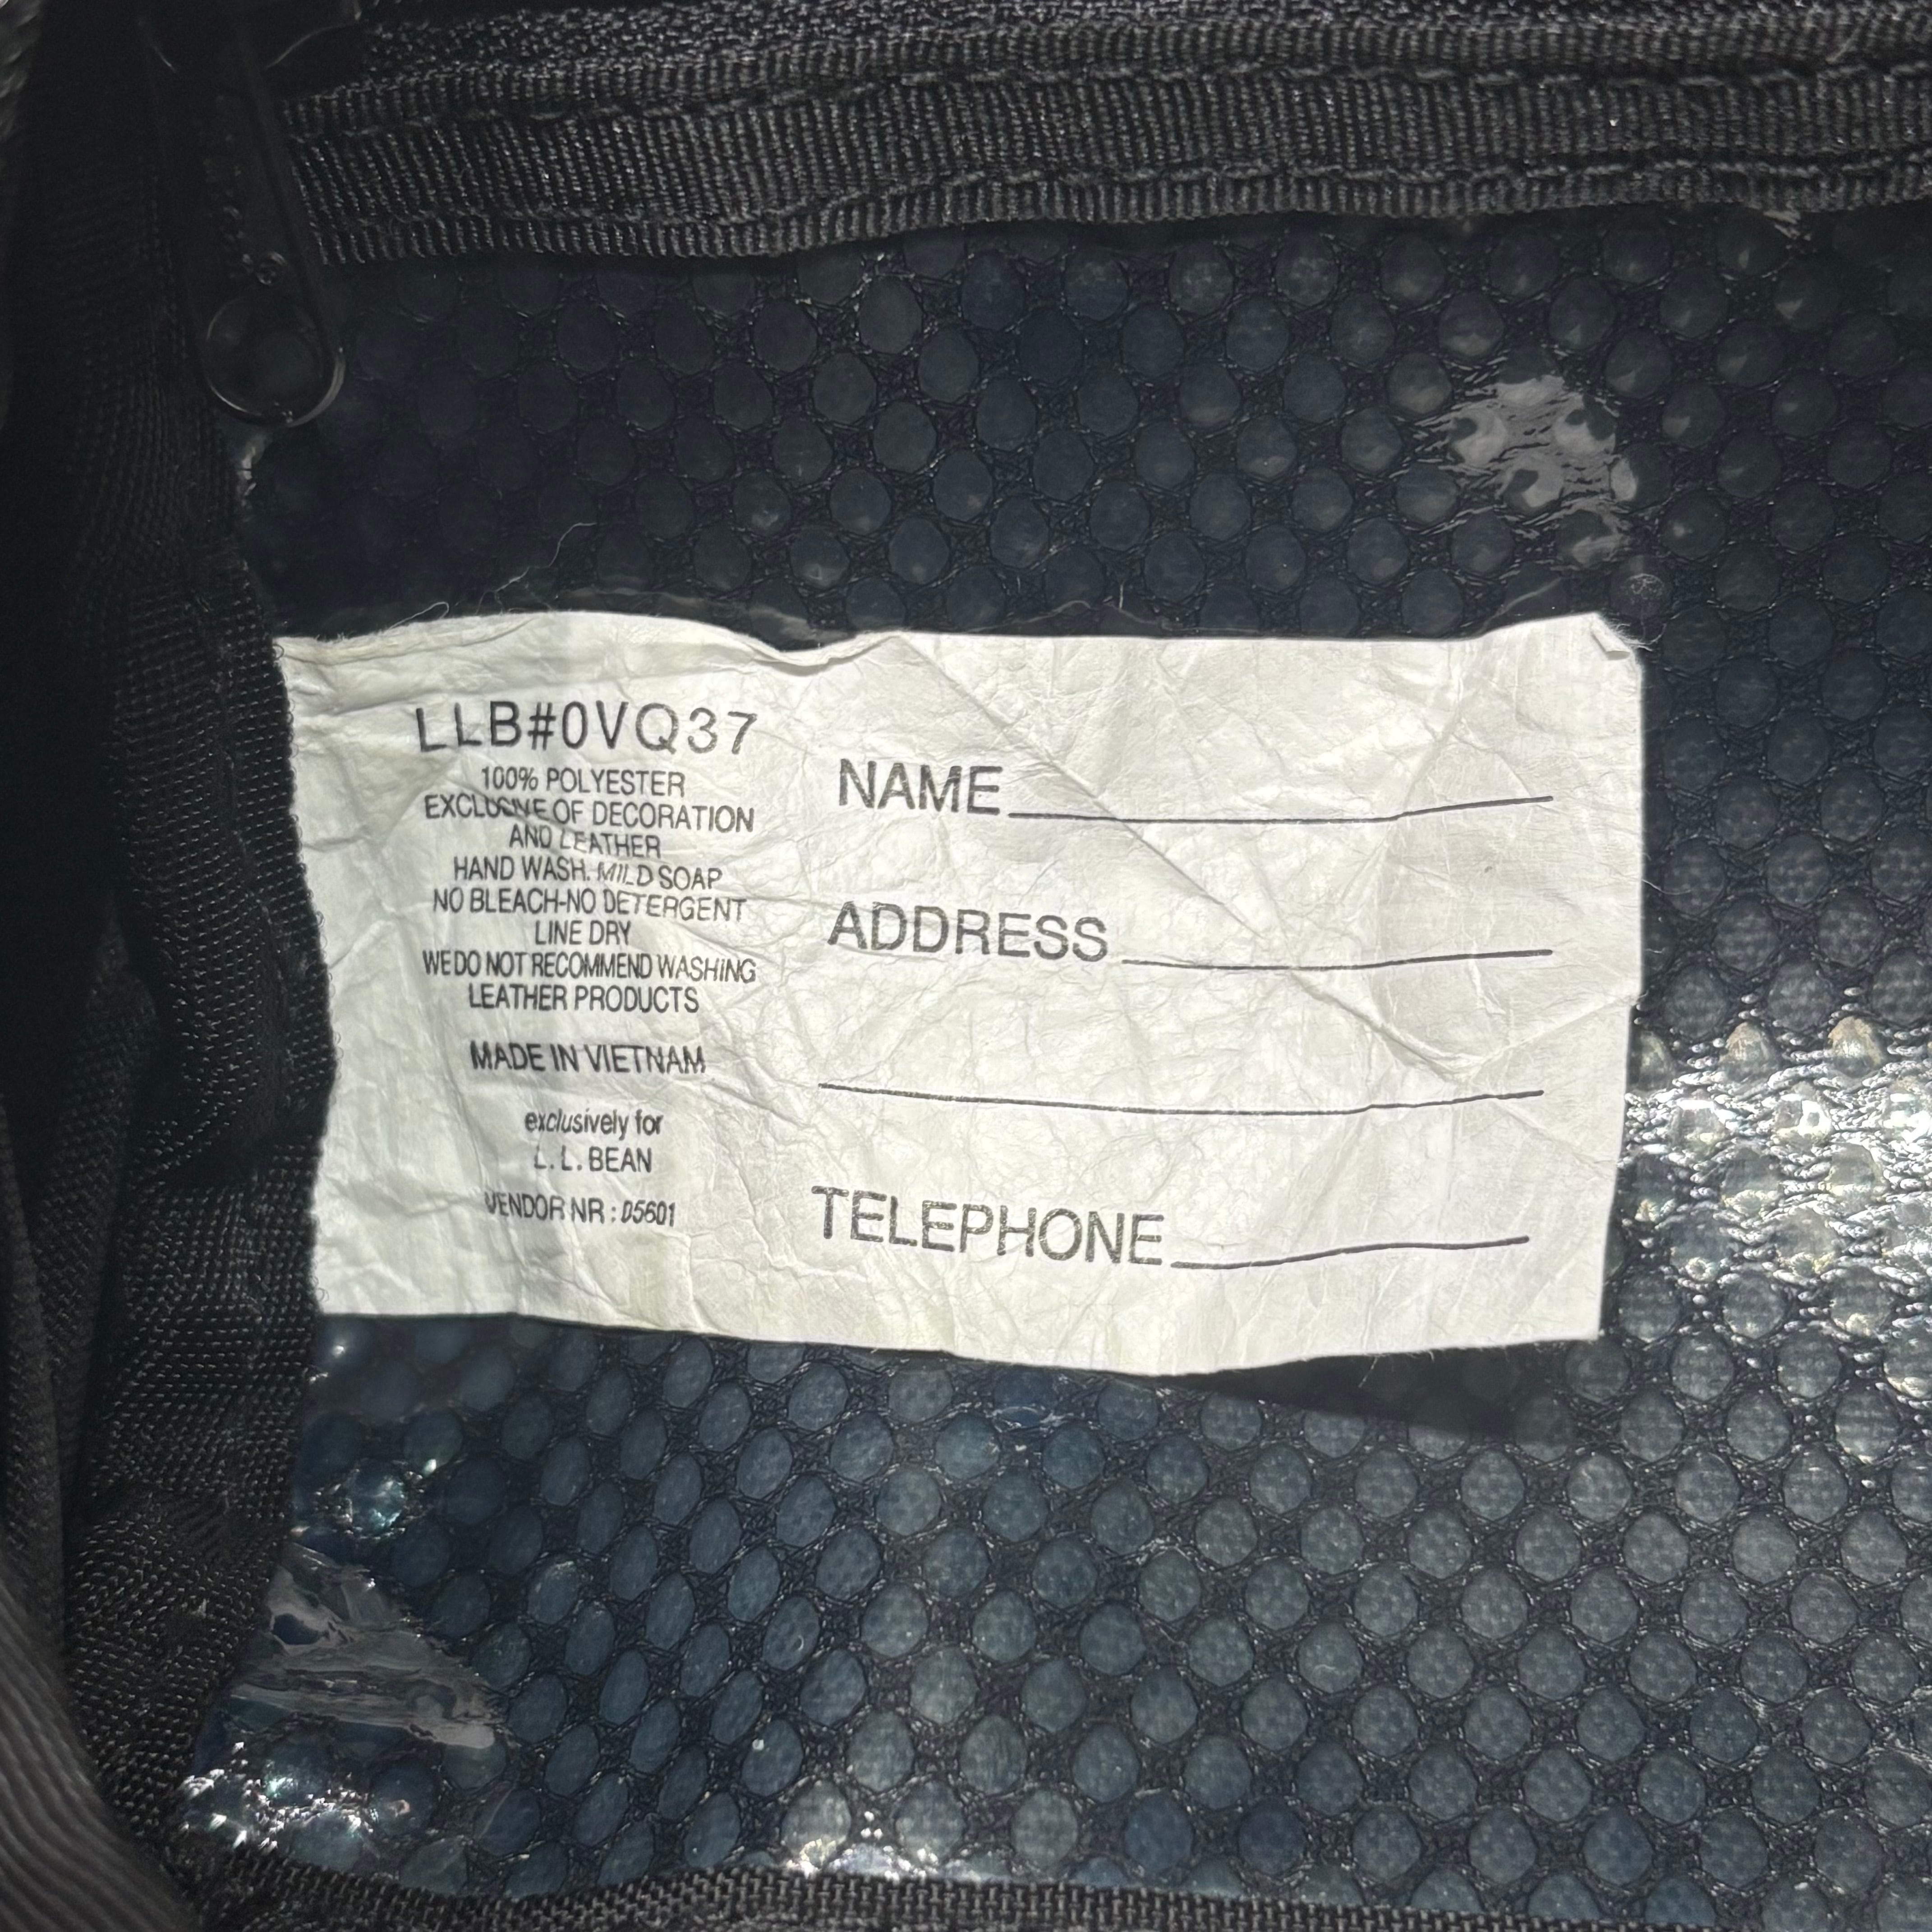 LLB#0VQ37
100% POLYESTER
EXCLUSIVE OF DECORATION
AND LEATHER
HAND WASH. MILD SOAP
NO BLEACH-NO DETERGENT
LINE DRY
WE DO NOT RECOMMEND WASHING
LEATHER PRODUCTS
MADE IN VIETNAM
exclusively for
L.L.BEAN
VENDOR NR : 05601
NAME
ADDRESS
TELEPHONE